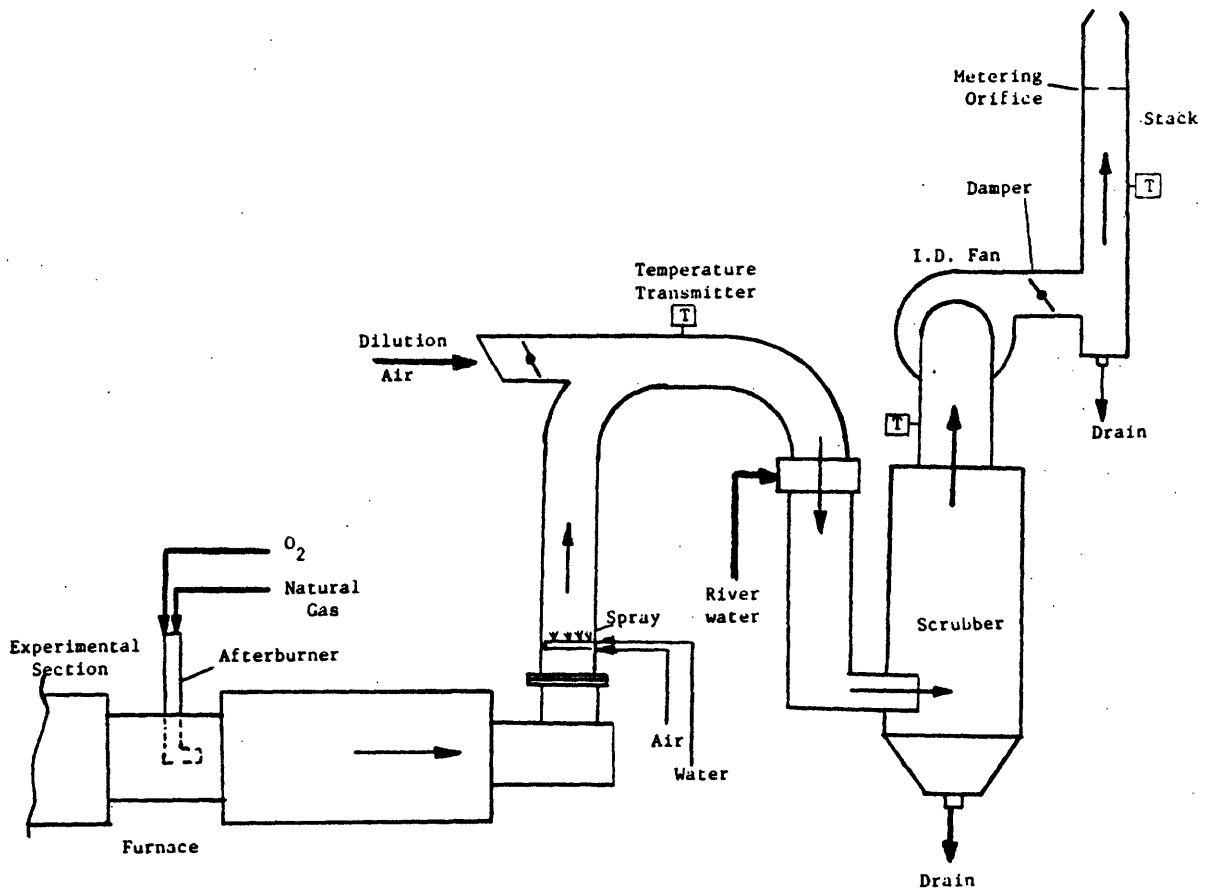 Metering
Orifice
Stack
T
Damper
I.D. Fan
Temperature
Transmitter
T
Dilution
Air
T
Drain
O2
Natural
Gas
River
water
Spray
Scrubber
Experimental
Section
Afterburner
Air
Water
Furnace
Drain